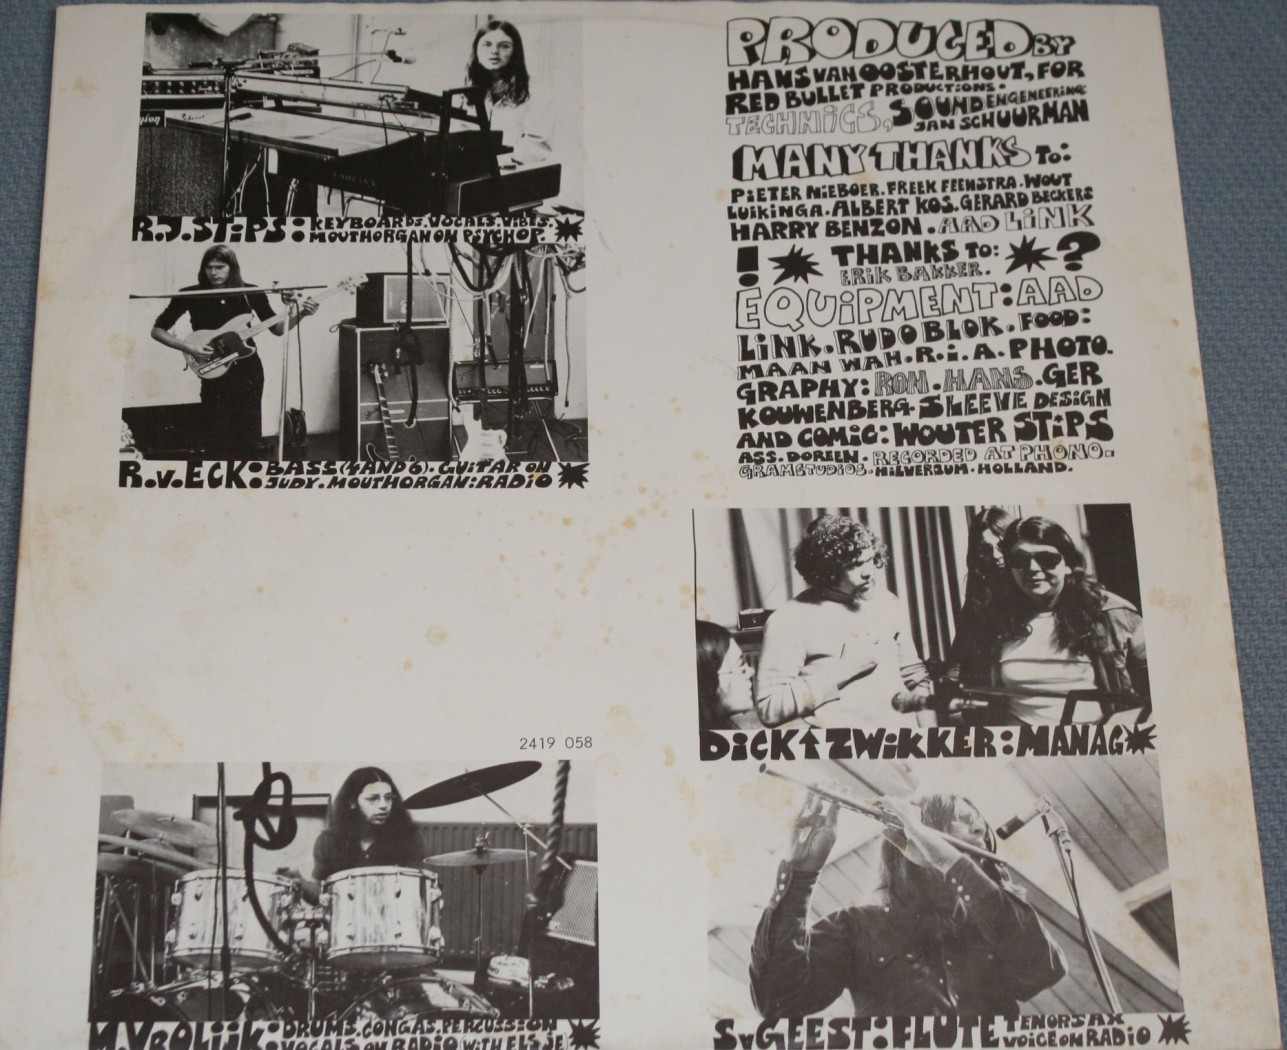 R.J.STiPS: KEYBOARDS.VOCALS.ViBES.
MOUTHORGAN ON PSYCHOP.
R.v.ECK: BASS(4 AND 6). GUiTAR ON
JUDY. MOUTHORGAN:RADiO
PRODUCED BY
HANS VAN OOSTERHOUT, FOR
RED BULLET PRODUCTiONS.
TECHNiCS, SOUND ENGENEERiNG:
JAN SCHUURMAN
MANY THANKS To:
PiETER NiEBOER. FREEK FEENSTRA. WOUT
LUIKINGA. ALBERT KOS. GERARD BECKERS
HARRY BENZON. AAD LiNK
! THANKS TO: ?
ERiK BAKKER.
EQUiPMENT: AAD
LiNK. RUDO BLOK. FOOD:
MAAN WAH. R.i.A. PHOTO.
GRAPHY: RON. HANS. GER
KOUWENBERG. SLEEVE DESiGN
AND COMiC: WOUTER STiPS
ASS. DOREEN. RECORDED AT PHONO.
GRAMSTUDiOS. HiLVERSUM. HOLLAND.
DiCK↑ZWiKKER: MANAG
2419 058
M.VROLiJK: DRUMS. CONGAS. PERCUSSiON
VOCALS ON RADiO (WiTH ELSJE)
SvGEEST: FLUTE TENORSAX
VOiCE ON RADiO